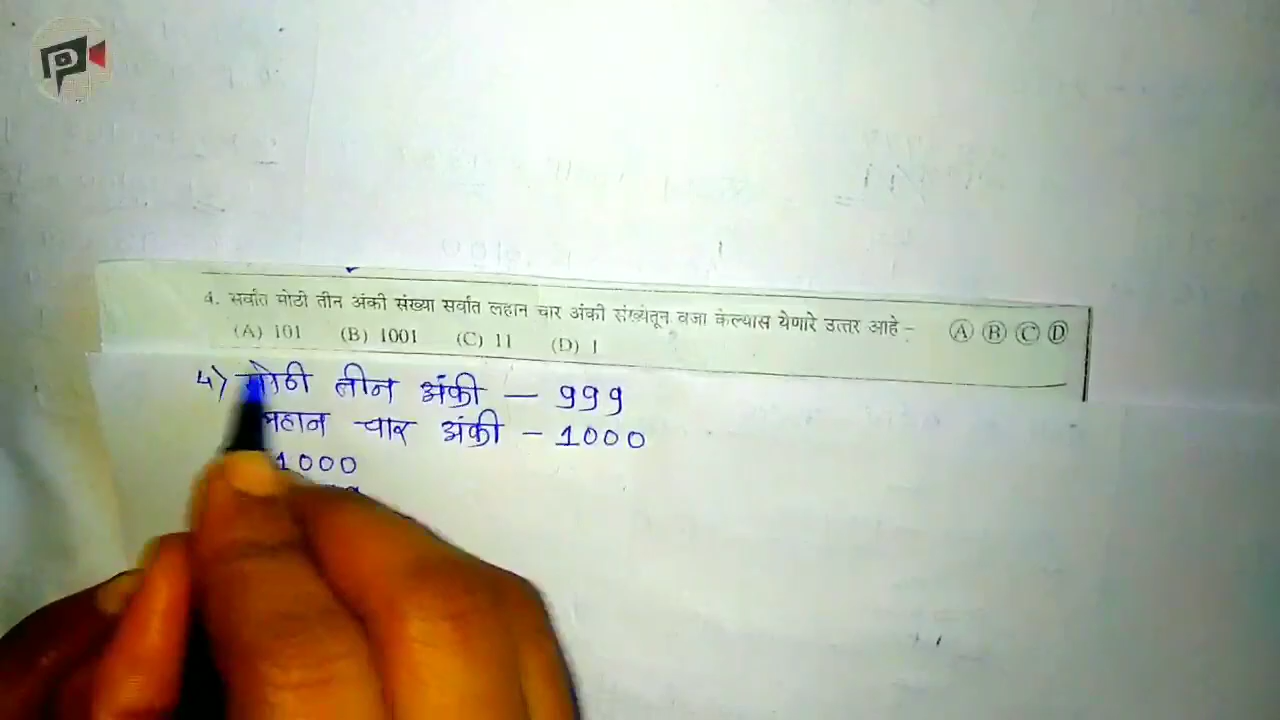 4. सर्वात मोठी तीन अंकी संख्या सर्वात लहान चार अंकी संख्येतून वजा केल्यास येणारे उत्तर आहे - Ⓐ Ⓑ Ⓒ Ⓓ
(A) 101 (B) 1001 (C) 11 (D) 1
4) मोठी तीन अंकी - 999
लहान चार अंकी - 1000
1000